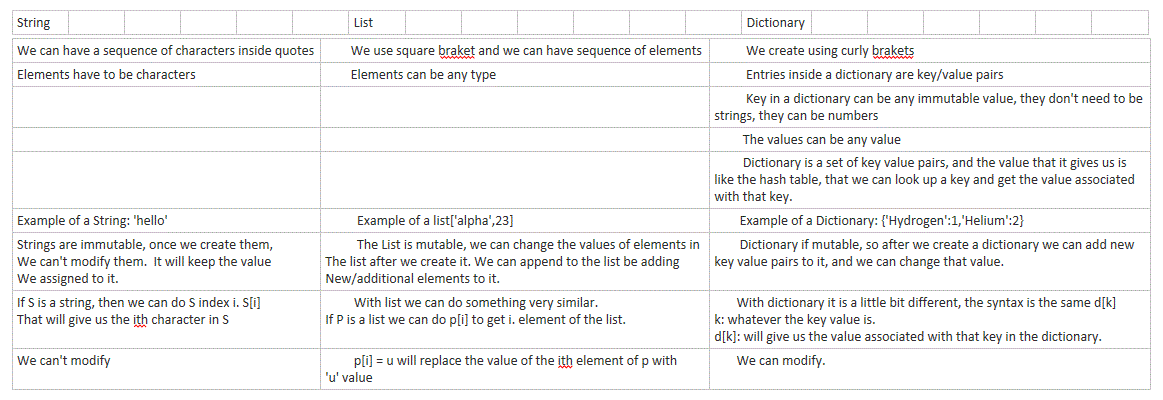 String List Dictionary
We can have a sequence of characters inside quotes
We use square braket and we can have sequence of elements
We create using curly brakets
Elements have to be characters
Elements can be any type
Entries inside a dictionary are key/value pairs
Key in a dictionary can be any immutable value, they don't need to be
strings, they can be numbers
The values can be any value
Dictionary is a set of key value pairs, and the value that it gives us is
like the hash table, that we can look up a key and get the value associated
with that key.
Example of a String: 'hello'
Example of a list['alpha',23]
Example of a Dictionary: {'Hydrogen':1,'Helium':2}
Strings are immutable, once we create them,
We can't modify them. It will keep the value
We assigned to it.
The List is mutable, we can change the values of elements in
The list after we create it. We can append to the list be adding
New/additional elements to it.
Dictionary if mutable, so after we create a dictionary we can add new
key value pairs to it, and we can change that value.
If S is a string, then we can do S index i. S[i]
That will give us the ith character in S
With list we can do something very similar.
If P is a list we can do p[i] to get i. element of the list.
With dictionary it is a little bit different, the syntax is the same d[k]
k: whatever the key value is.
d[k]: will give us the value associated with that key in the dictionary.
We can't modify
p[i] = u will replace the value of the ith element of p with
'u' value
We can modify.